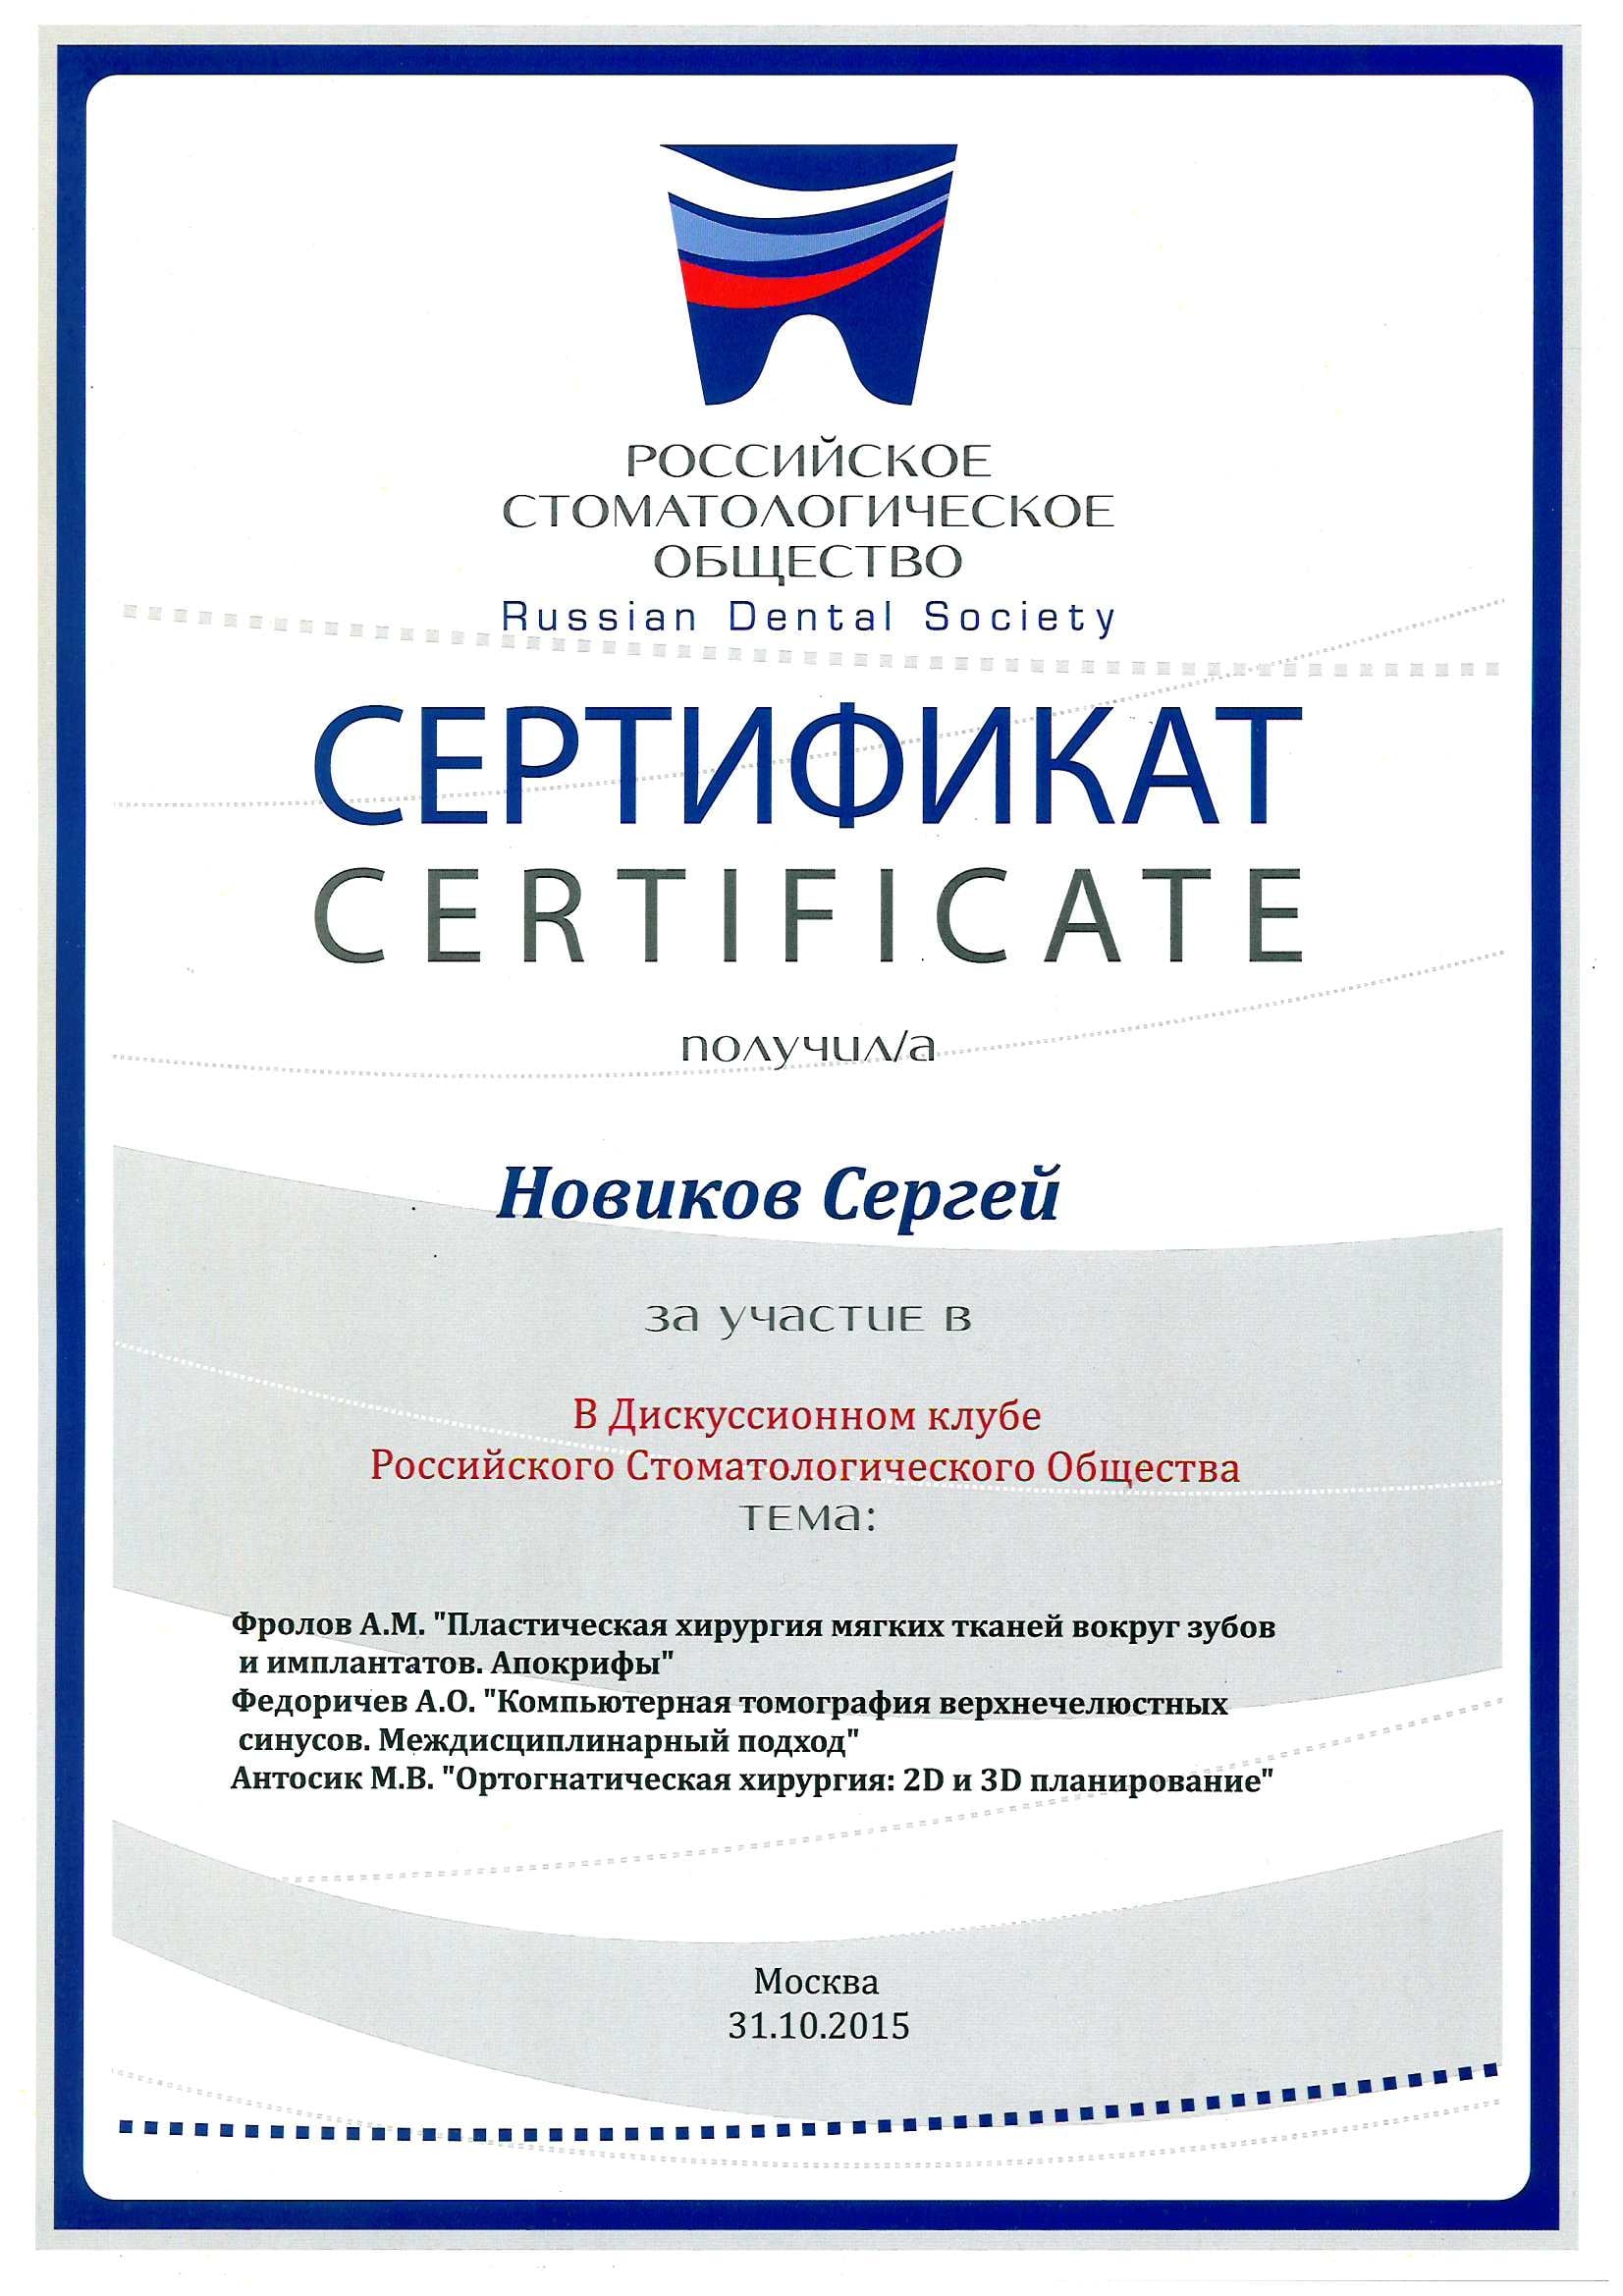 РОССИЙСКОЕ
СТОМАТОЛОГИЧЕСКОЕ
ОБЩЕСТВО
Russian Dental Society
СЕРТИФИКАТ
CERTIFICATE
получил/а
Новиков Сергей
за участие в
В Дискуссионном клубе
Российского Стоматологического Общества
тема:
Фролов А.М. "Пластическая хирургия мягких тканей вокруг зубов
и имплантатов. Апокрифы"
Федоричев А.О. "Компьютерная томография верхнечелюстных
синусов. Междисциплинарный подход"
Антосик М.В. "Ортогнатическая хирургия: 2D и 3D планирование"
Москва
31.10.2015